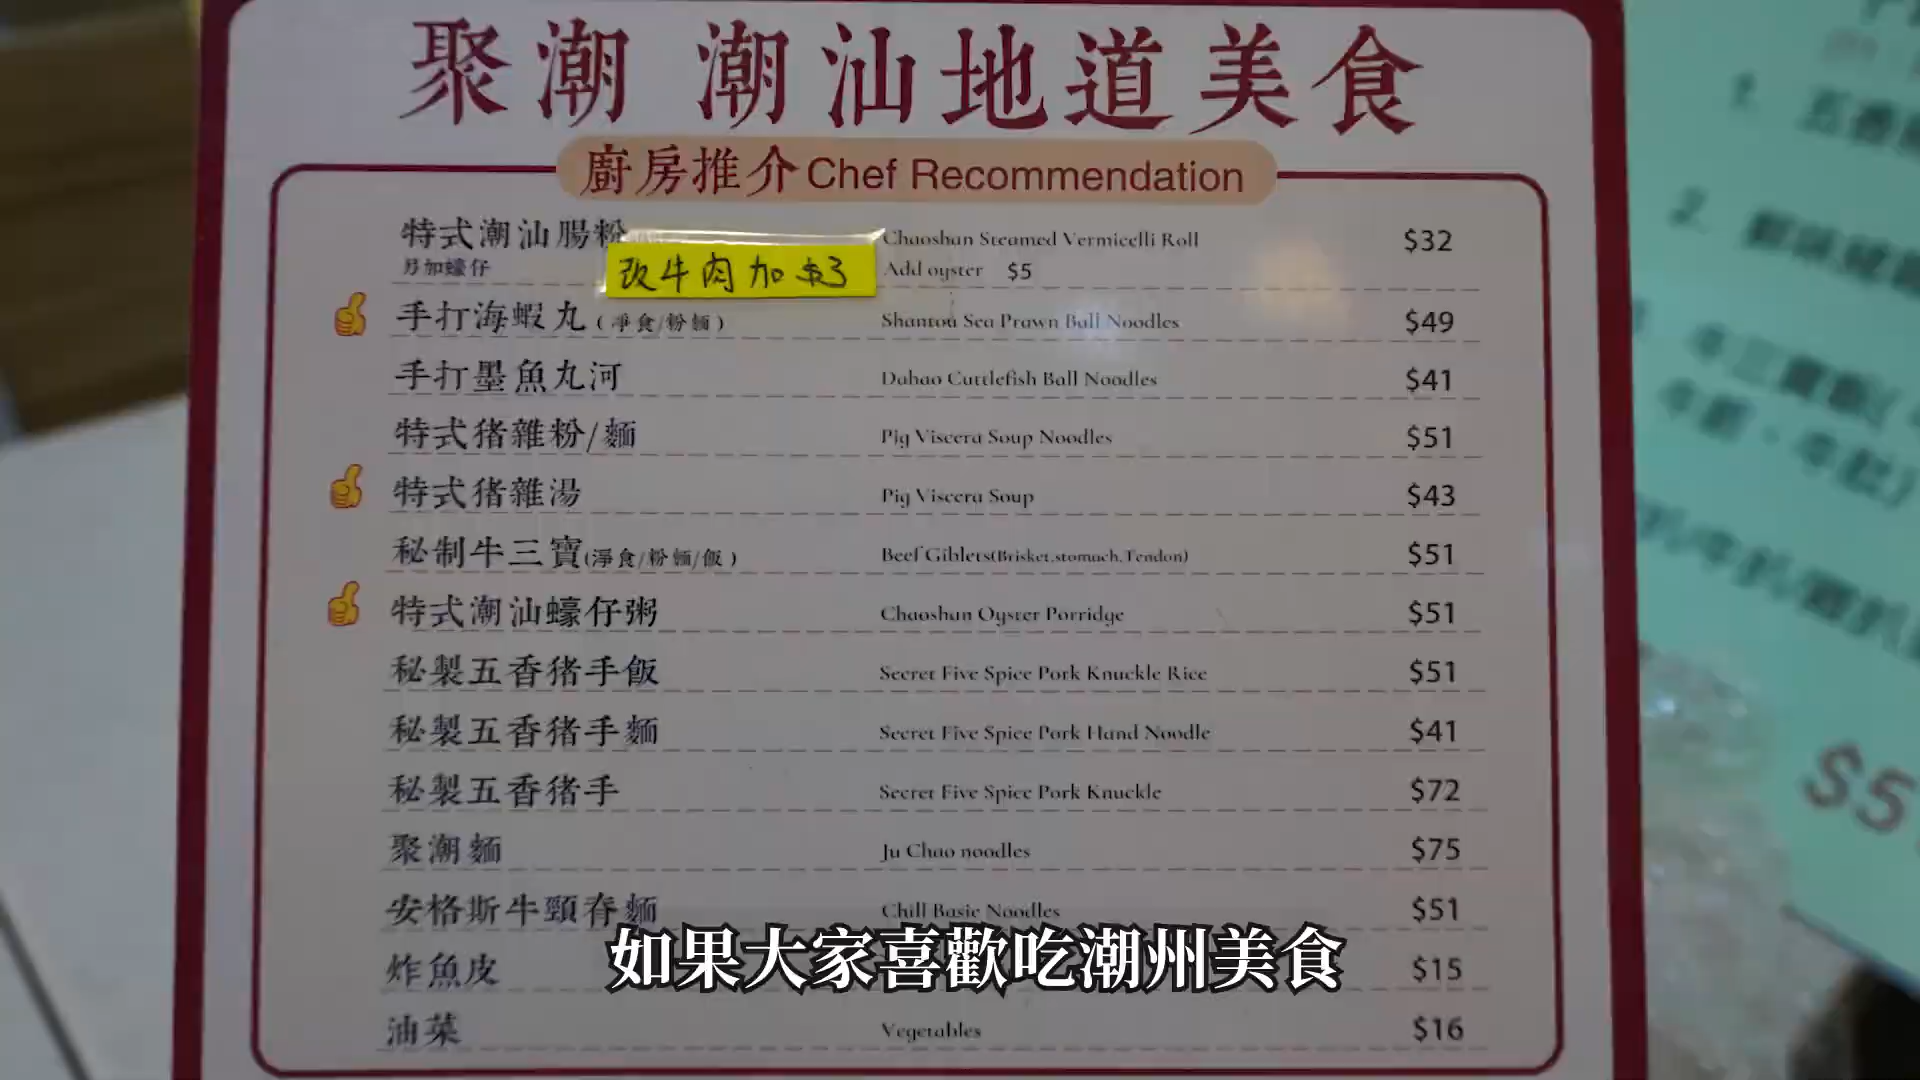 聚潮 潮汕地道美食
廚房推介 Chef Recommendation
特式潮汕腸粉 Chaoshan Steamed Vermicelli Roll $32
另加蠔仔 Add oyster $5
改牛肉加$3
手打海蝦丸(淨食/粉麵) Shantou Sea Prawn Ball Noodles $49
手打墨魚丸河 Dahao Cuttlefish Ball Noodles $41
特式猪雜粉/麵 Pig Viscera Soup Noodles $51
特式猪雜湯 Pig Viscera Soup $43
秘制牛三寶(淨食/粉麵/飯) Beef Giblets(Brisket.stomach.Tendon) $51
特式潮汕蠔仔粥 Chaoshan Oyster Porridge $51
秘製五香猪手飯 Secret Five Spice Pork Knuckle Rice $51
秘製五香猪手麵 Secret Five Spice Pork Hand Noodle $41
秘製五香猪手 Secret Five Spice Pork Knuckle $72
聚潮麵 Ju Chao noodles $75
安格斯牛頸脊麵 Chill Basic Noodles $51
炸魚皮 $15
油菜 Vegetables $16
如果大家喜歡吃潮州美食
1.
2.
$5